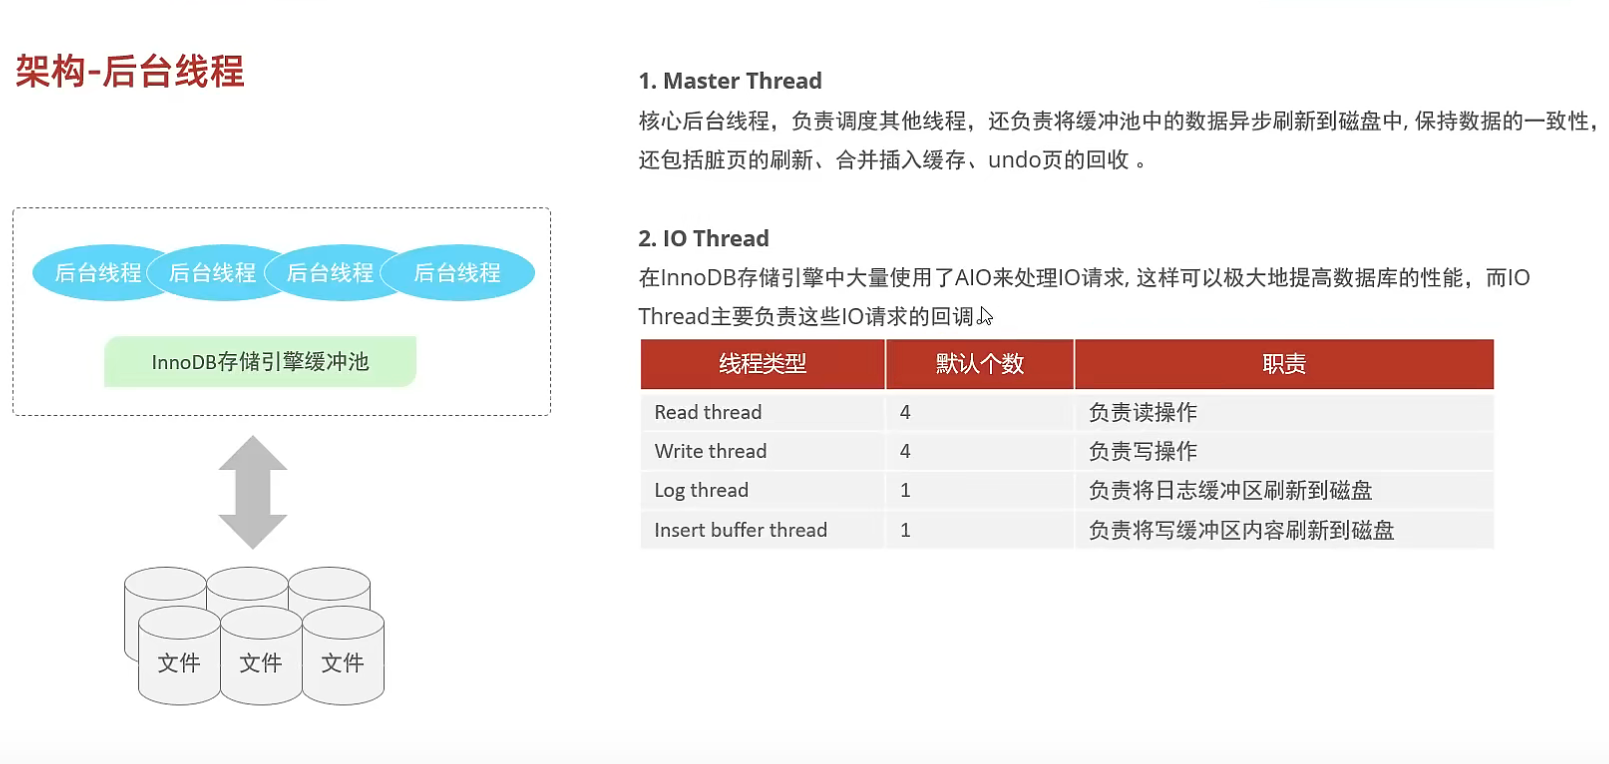 架构-后台线程
后台线程 后台线程 后台线程 后台线程
InnoDB存储引擎缓冲池
文件 文件 文件
1. Master Thread
核心后台线程，负责调度其他线程，还负责将缓冲池中的数据异步刷新到磁盘中, 保持数据的一致性，
还包括脏页的刷新、合并插入缓存、undo页的回收 。
2. IO Thread
在InnoDB存储引擎中大量使用了AIO来处理IO请求, 这样可以极大地提高数据库的性能，而IO
Thread主要负责这些IO请求的回调
线程类型 默认个数 职责
Read thread 4 负责读操作
Write thread 4 负责写操作
Log thread 1 负责将日志缓冲区刷新到磁盘
Insert buffer thread 1 负责将写缓冲区内容刷新到磁盘